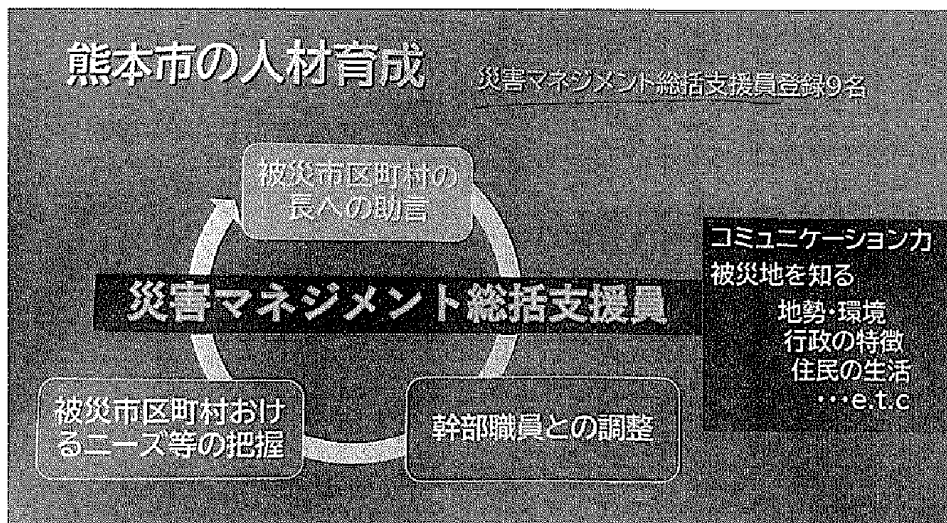 熊本市の人材育成
災害マネジメント総括支援員登録9名
被災市区町村の
長への助言
災害マネジメント総括支援員
被災市区町村おけ
るニーズ等の把握
幹部職員との調整
コミュニケーション力
被災地を知る
地勢・環境
行政の特徴
住民の生活
・・・e.t.c